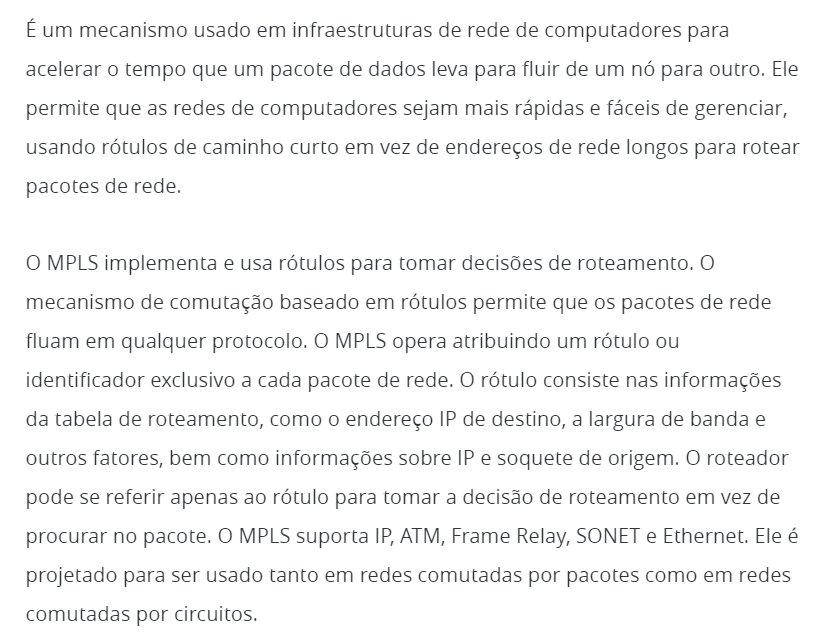 É um mecanismo usado em infraestruturas de rede de computadores para
acelerar o tempo que um pacote de dados leva para fluir de um nó para outro. Ele
permite que as redes de computadores sejam mais rápidas e fáceis de gerenciar,
usando rótulos de caminho curto em vez de endereços de rede longos para rotear
pacotes de rede.
O MPLS implementa e usa rótulos para tomar decisões de roteamento. O
mecanismo de comutação baseado em rótulos permite que os pacotes de rede
fluam em qualquer protocolo. O MPLS opera atribuindo um rótulo ou
identificador exclusivo a cada pacote de rede. O rótulo consiste nas informações
da tabela de roteamento, como o endereço IP de destino, a largura de banda e
outros fatores, bem como informações sobre IP e soquete de origem. O roteador
pode se referir apenas ao rótulo para tomar a decisão de roteamento em vez de
procurar no pacote. O MPLS suporta IP, ATM, Frame Relay, SONET e Ethernet. Ele é
projetado para ser usado tanto em redes comutadas por pacotes como em redes
comutadas por circuitos.